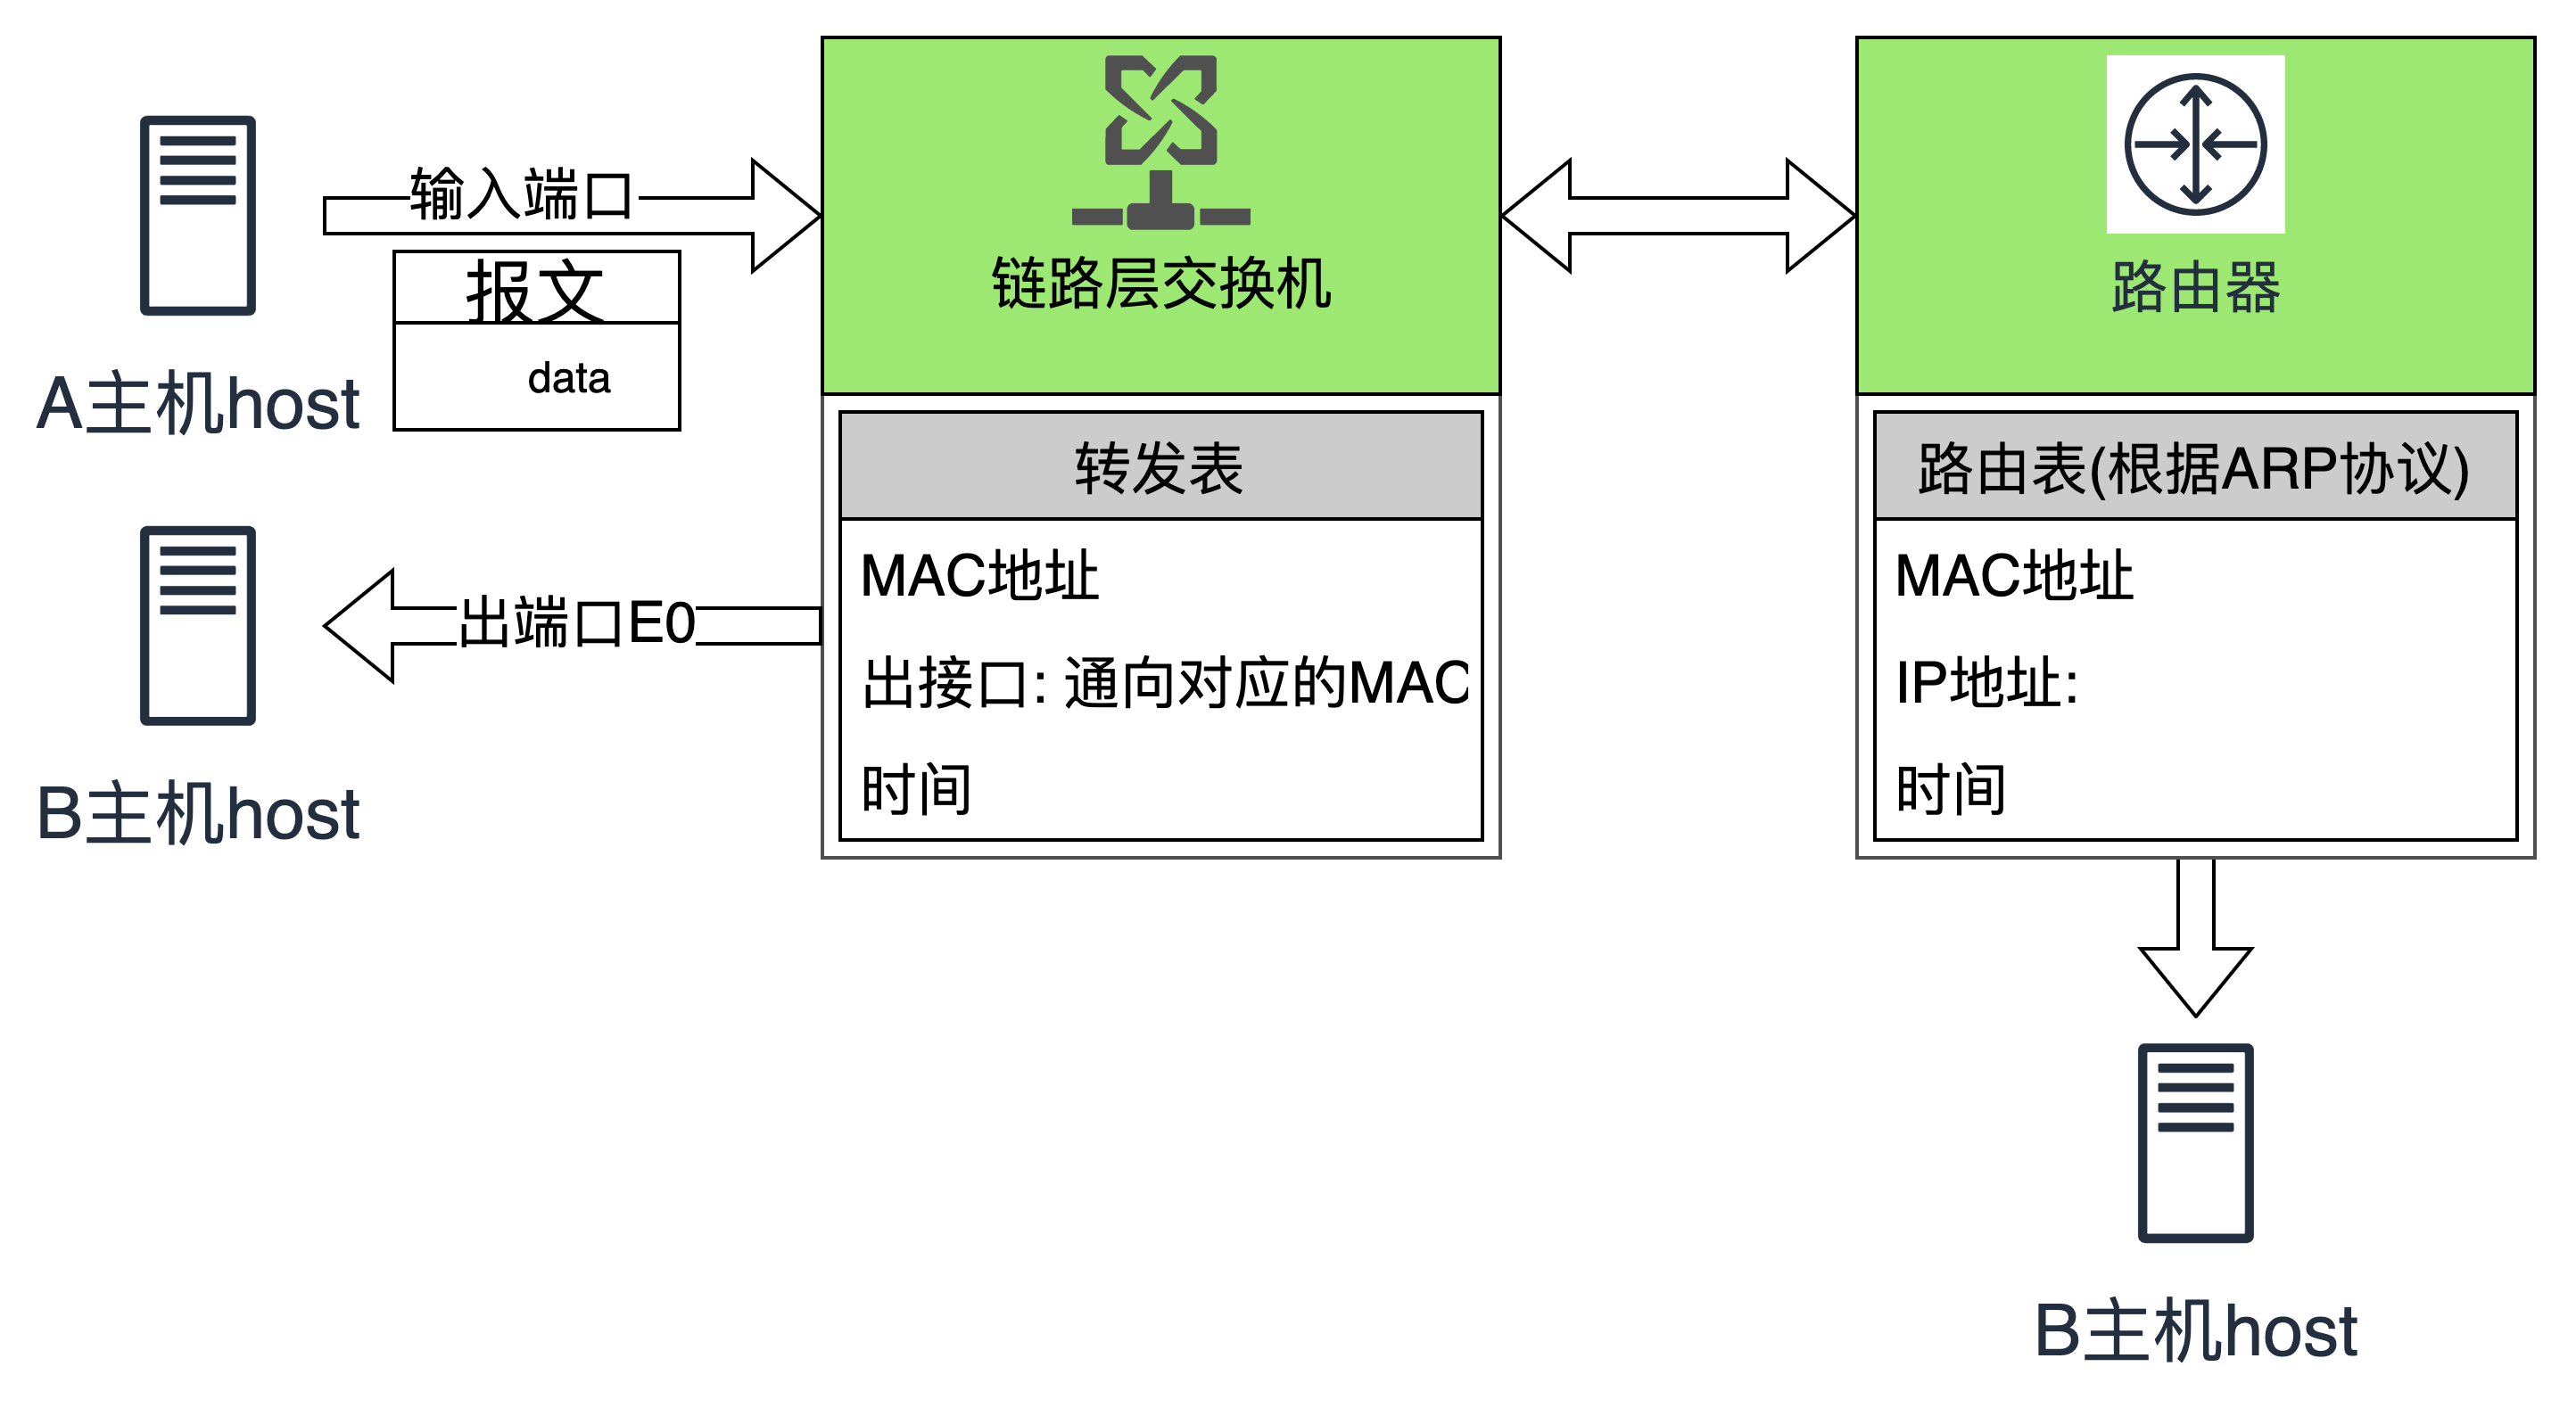 输入端口
报文
data
A主机host
链路层交换机
转发表
MAC地址
出接口: 通向对应的MAC
时间
出端口E0
B主机host
路由器
路由表(根据ARP协议)
MAC地址
IP地址:
时间
B主机host